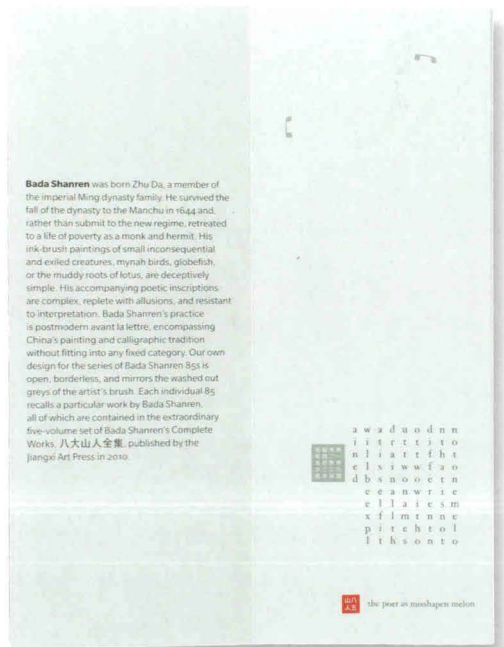 Bada Shanren was born Zhu Da, a member of
the imperial Ming dynasty family. He survived the
fall of the dynasty to the Manchu in 1644 and,
rather than submit to the new regime, retreated
to a life of poverty as a monk and hermit. His
ink-brush paintings of small inconsequential
and exiled creatures, mynah birds, globefish,
or the muddy roots of lotus, are deceptively
simple. His accompanying poetic inscriptions
are complex, replete with allusions, and resistant
to interpretation. Bada Shanren's practice
is postmodern avant la lettre, encompassing
China's painting and calligraphic tradition
without fitting into any fixed category. Our own
design for the series of Bada Shanren 85s is
open, borderless, and mirrors the washed out
greys of the artist's brush. Each individual 85
recalls a particular work by Bada Shanren,
all of which are contained in the extraordinary
five-volume set of Bada Shanren's Complete
Works, 八大山人全集, published by the
Jiangxi Art Press in 2010.
a w a d u o d n n
i i t r t t i t o
n l i a t t f h t
e l s i w w f a o
d b s n o o e t n
e e a n w r i e
e l l a i e s m
x f l m t n n e
p i t e h t o l
l t h s o n t o
the poet as misshapen melon